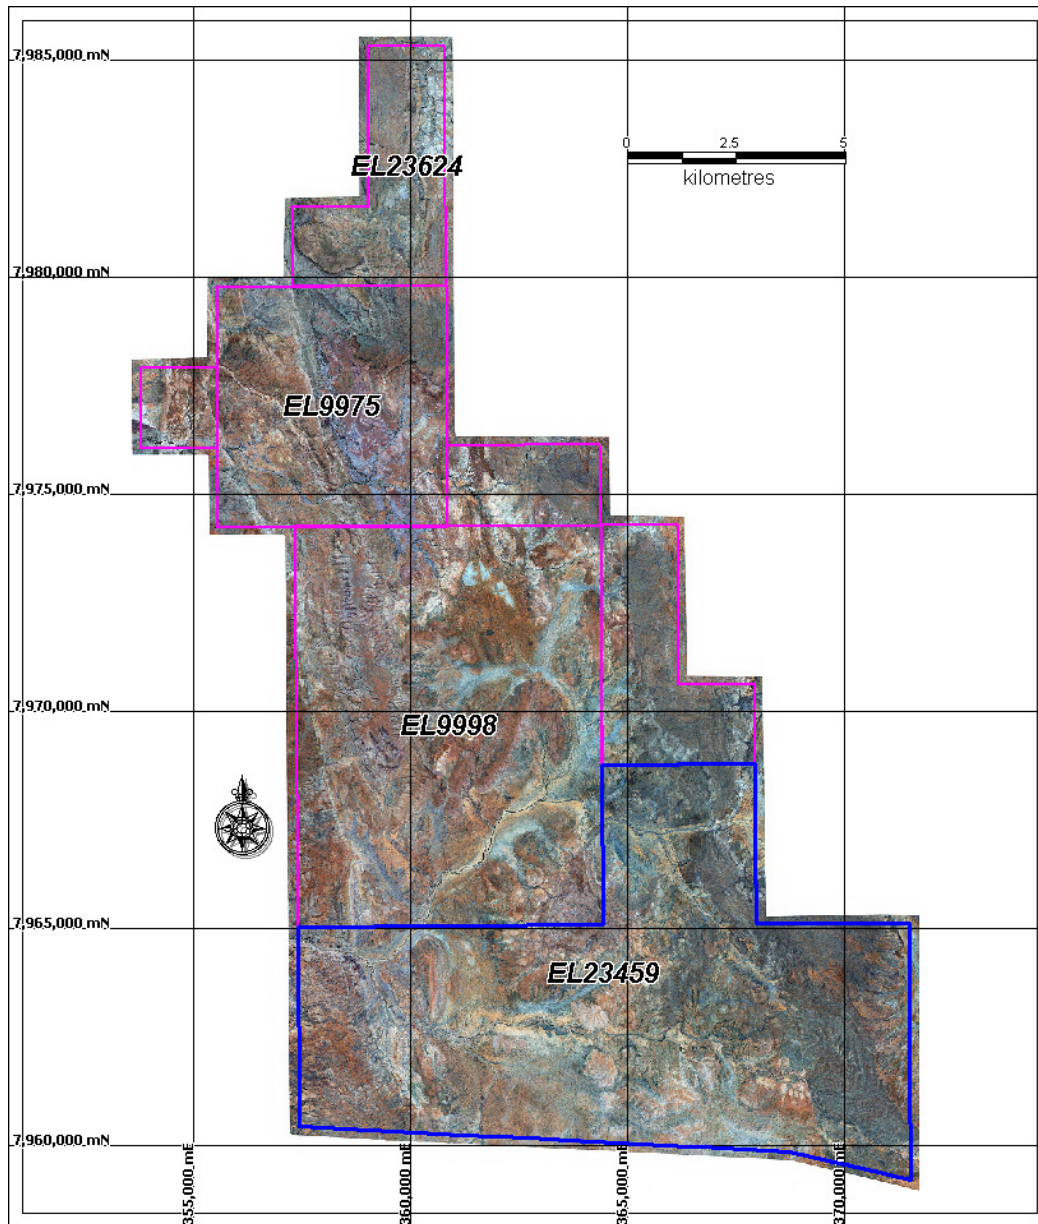 7,985,000 mN
0 2.5 5
kilometres
EL23624
7,980,000 mN
EL9975
7,975,000 mN
7,970,000 mN
EL9998
7,965,000 mN
EL23459
7,960,000 mN
355,000 mE
360,000 mE
365,000 mE
370,000 mE